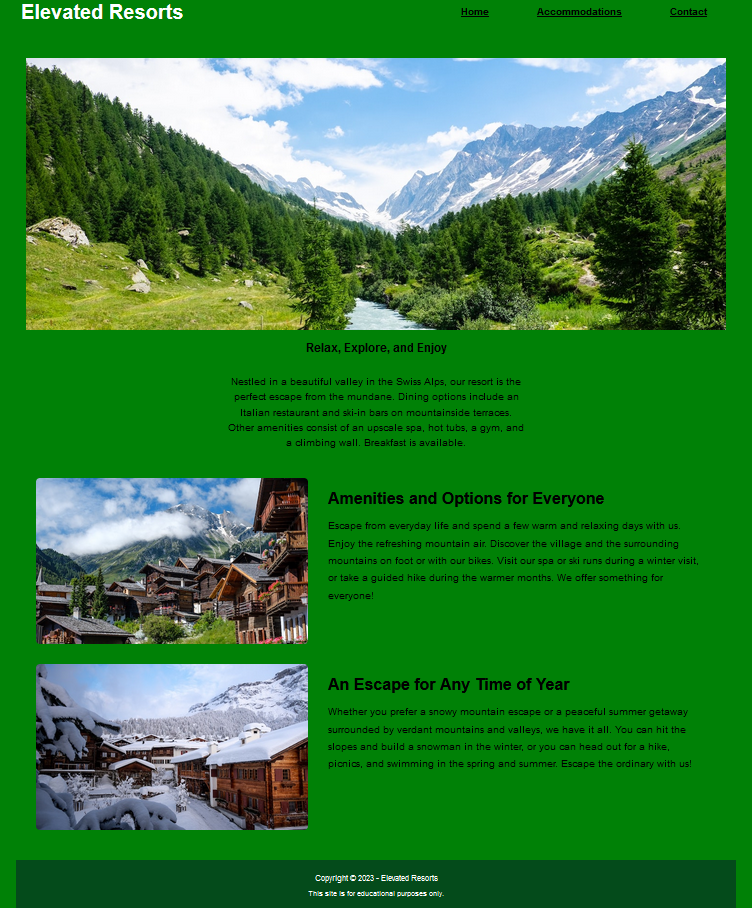 Elevated Resorts
Home Accommodations Contact
Relax, Explore, and Enjoy
Nestled in a beautiful valley in the Swiss Alps, our resort is the
perfect escape from the mundane. Dining options include an
Italian restaurant and ski-in bars on mountainside terraces.
Other amenities consist of an upscale spa, hot tubs, a gym, and
a climbing wall. Breakfast is available.
Amenities and Options for Everyone
Escape from everyday life and spend a few warm and relaxing days with us.
Enjoy the refreshing mountain air. Discover the village and the surrounding
mountains on foot or with our bikes. Visit our spa or ski runs during a winter visit,
or take a guided hike during the warmer months. We offer something for
everyone!
An Escape for Any Time of Year
Whether you prefer a snowy mountain escape or a peaceful summer getaway
surrounded by verdant mountains and valleys, we have it all. You can hit the
slopes and build a snowman in the winter, or you can head out for a hike,
picnics, and swimming in the spring and summer. Escape the ordinary with us!
Copyright © 2023 - Elevated Resorts
This site is for educational purposes only.